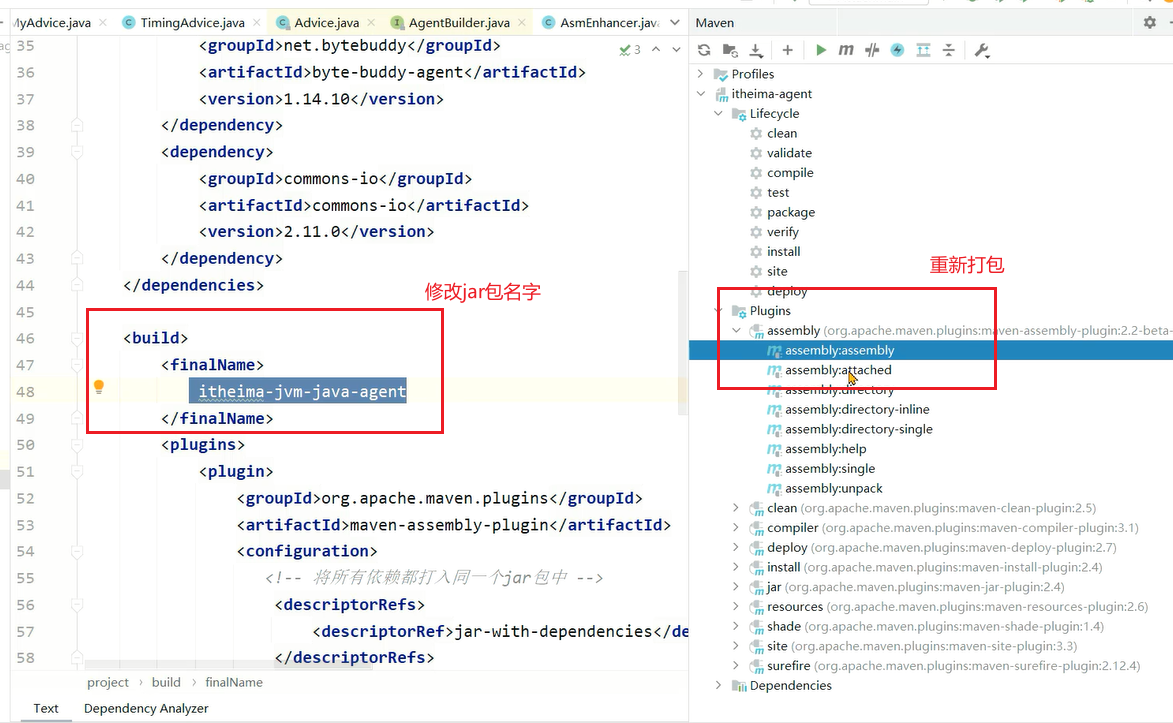 MyAdvice.java
TimingAdvice.java
Advice.java
AgentBuilder.java
AsmEnhancer.java
Maven
35 <groupId>net.bytebuddy</groupId>
36 <artifactId>byte-buddy-agent</artifactId>
37 <version>1.14.10</version>
38 </dependency>
39 <dependency>
40 <groupId>commons-io</groupId>
41 <artifactId>commons-io</artifactId>
42 <version>2.11.0</version>
43 </dependency>
44 </dependencies>
45
修改jar包名字
46 <build>
47 <finalName>
48 itheima-jvm-java-agent
49 </finalName>
50 <plugins>
51 <plugin>
52 <groupId>org.apache.maven.plugins</groupId>
53 <artifactId>maven-assembly-plugin</artifactId>
54 <configuration>
55 <!-- 将所有依赖都打入同一个jar包中 -->
56 <descriptorRefs>
57 <descriptorRef>jar-with-dependencies</de
58 </descriptorRefs>
3
project › build › finalName
Text Dependency Analyzer
Profiles
itheima-agent
Lifecycle
clean
validate
compile
test
package
verify
install
site
deploy
重新打包
Plugins
assembly (org.apache.maven.plugins:maven-assembly-plugin:2.2-beta-
assembly:assembly
assembly:attached
assembly:directory
assembly:directory-inline
assembly:directory-single
assembly:help
assembly:single
assembly:unpack
clean (org.apache.maven.plugins:maven-clean-plugin:2.5)
compiler (org.apache.maven.plugins:maven-compiler-plugin:3.1)
deploy (org.apache.maven.plugins:maven-deploy-plugin:2.7)
install (org.apache.maven.plugins:maven-install-plugin:2.4)
jar (org.apache.maven.plugins:maven-jar-plugin:2.4)
resources (org.apache.maven.plugins:maven-resources-plugin:2.6)
shade (org.apache.maven.plugins:maven-shade-plugin:1.4)
site (org.apache.maven.plugins:maven-site-plugin:3.3)
surefire (org.apache.maven.plugins:maven-surefire-plugin:2.12.4)
Dependencies